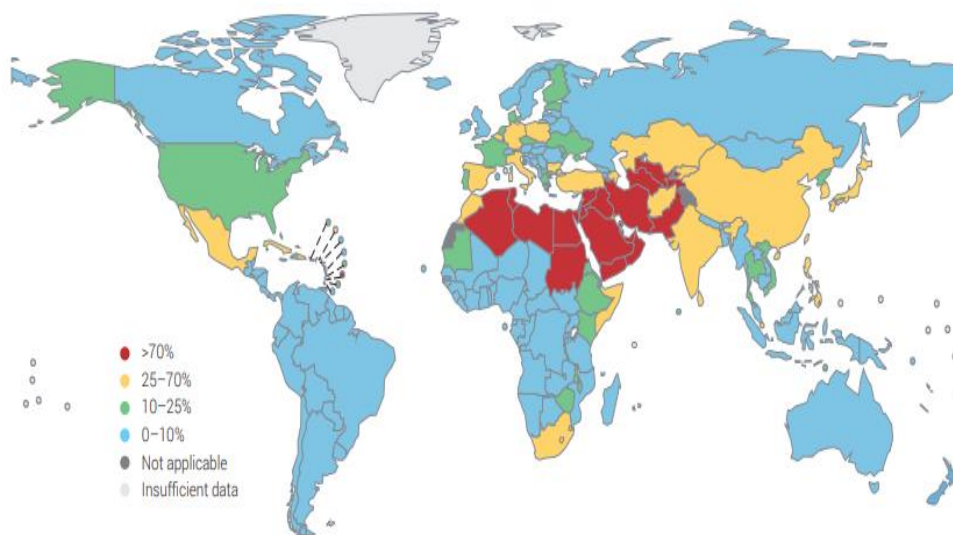 >70%
25–70%
10–25%
0–10%
Not applicable
Insufficient data